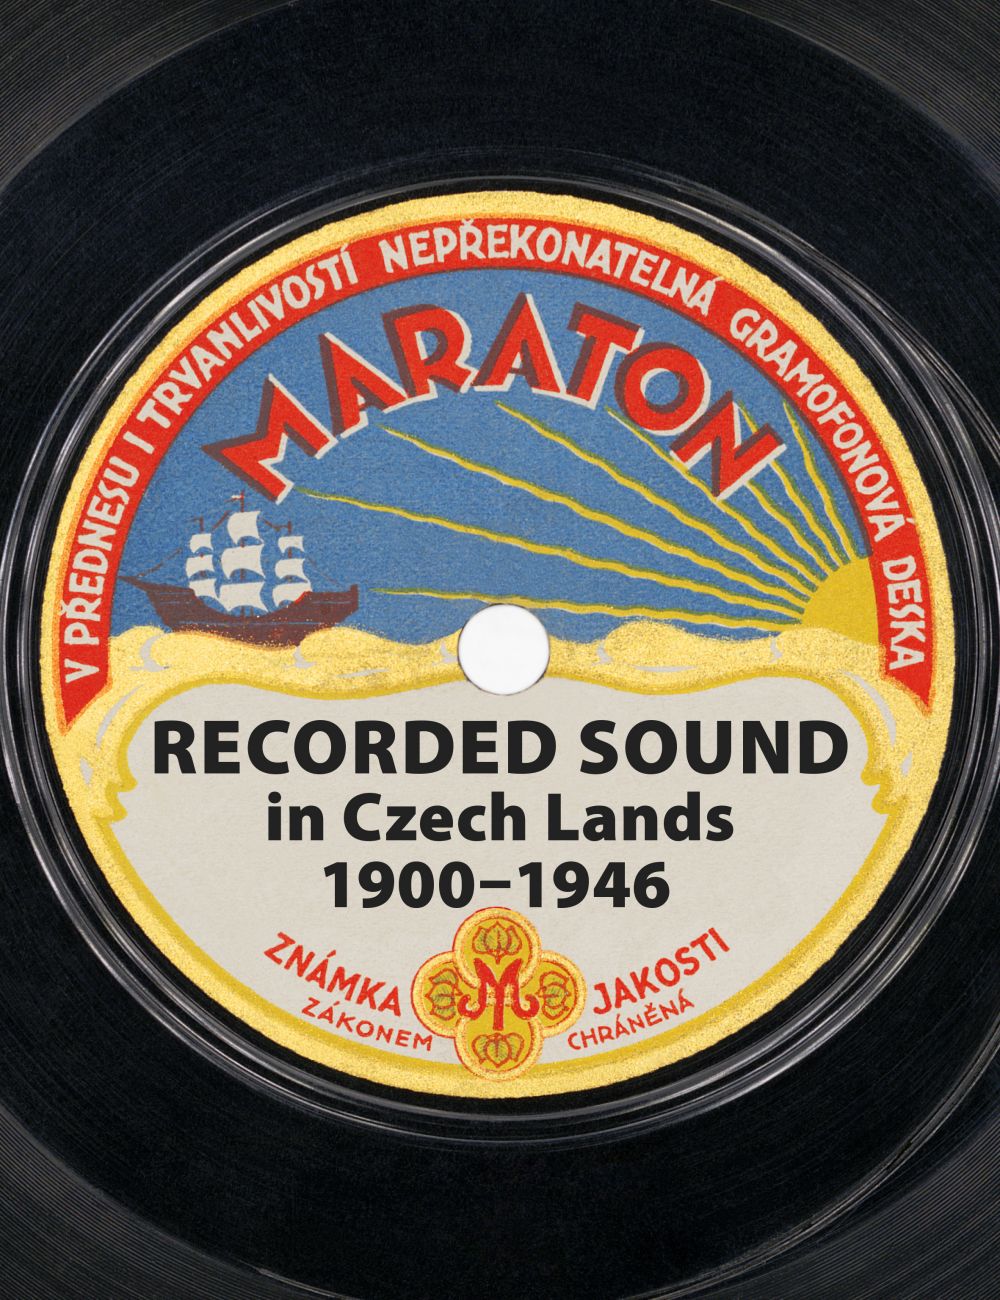 V PŘEDNESU I TRVANLIVOSTÍ NEPŘEKONATELNÁ GRAMOFONOVÁ DESKA
MARATON
RECORDED SOUND
in Czech Lands
1900–1946
ZNÁMKA JAKOSTI
ZÁKONEM CHRÁNĚNÁ
M